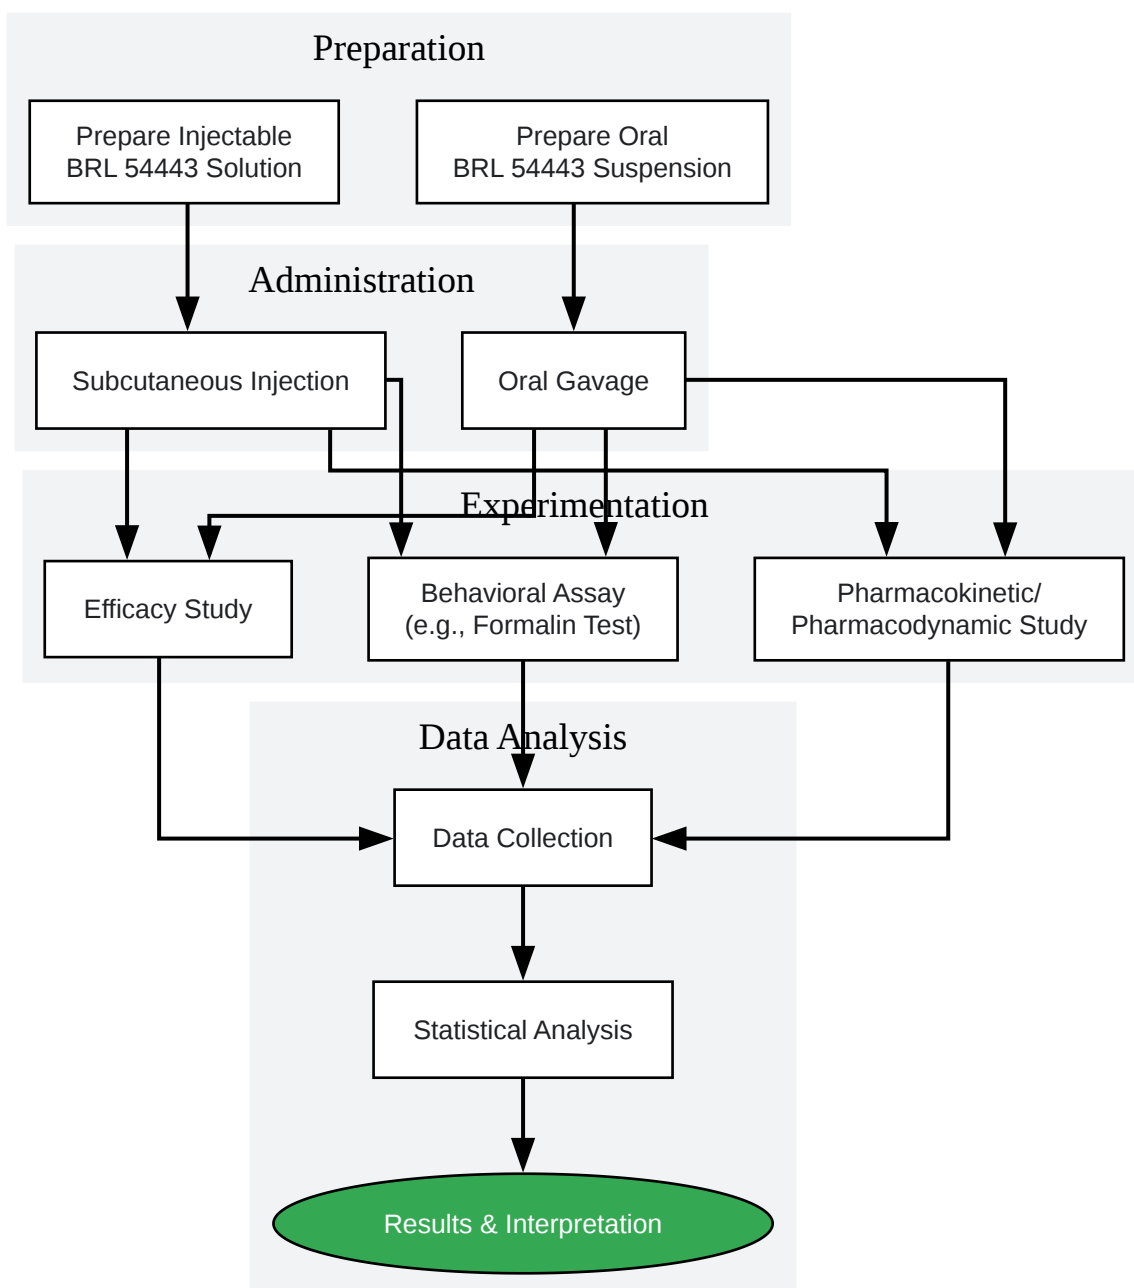 Preparation
Prepare Injectable
BRL 54443 Solution
Prepare Oral
BRL 54443 Suspension
Administration
Subcutaneous Injection
Oral Gavage
Experimentation
Efficacy Study
Behavioral Assay
(e.g., Formalin Test)
Pharmacokinetic/
Pharmacodynamic Study
Data Analysis
Data Collection
Statistical Analysis
Results & Interpretation